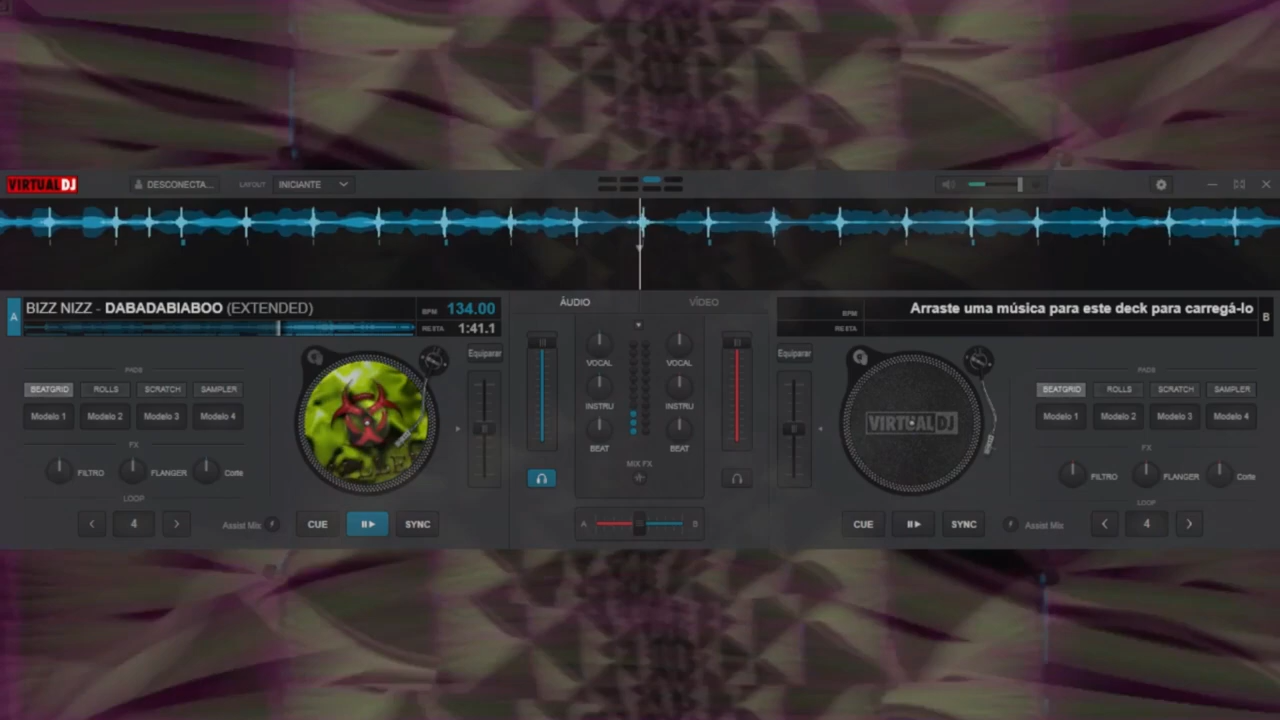 VIRTUALDJ
DESCONECTA... LAYOUT INICIANTE
A BIZZ NIZZ - DABADABIABOO (EXTENDED) BPM 134.00
RESTA 1:41.1
ÁUDIO VÍDEO
Arraste uma música para este deck para carregá-lo B
BPM
RESTA
Equiparar Equiparar
PADS
BEATGRID ROLLS SCRATCH SAMPLER
Modelo 1 Modelo 2 Modelo 3 Modelo 4
FX
FILTRO FLANGER Corte
LOOP
4 Assist Mix CUE SYNC
VOCAL VOCAL
INSTRU INSTRU
BEAT BEAT
MIX FX
A B
VIRTUALDJ
PADS
BEATGRID ROLLS SCRATCH SAMPLER
Modelo 1 Modelo 2 Modelo 3 Modelo 4
FX
FILTRO FLANGER Corte
LOOP
CUE SYNC Assist Mix 4